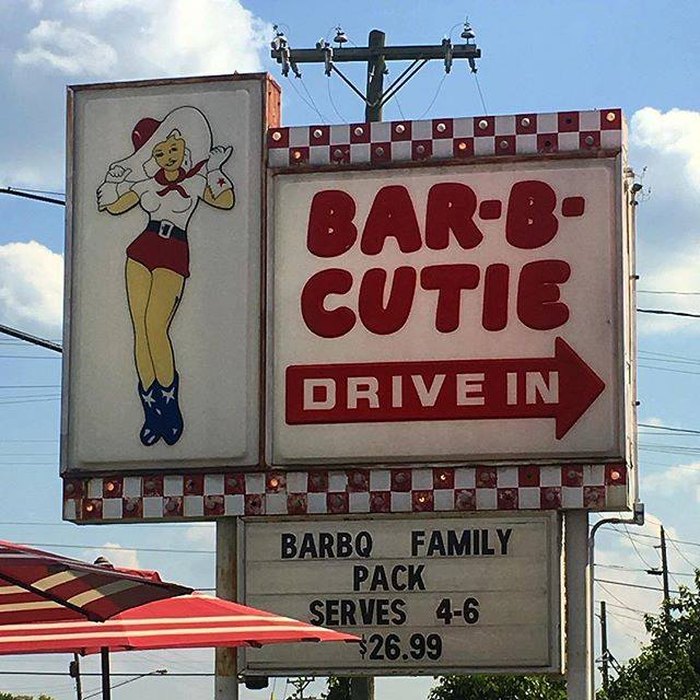 BAR-B-
CUTIE
DRIVE IN
BARBQ FAMILY
PACK
SERVES 4-6
$26.99